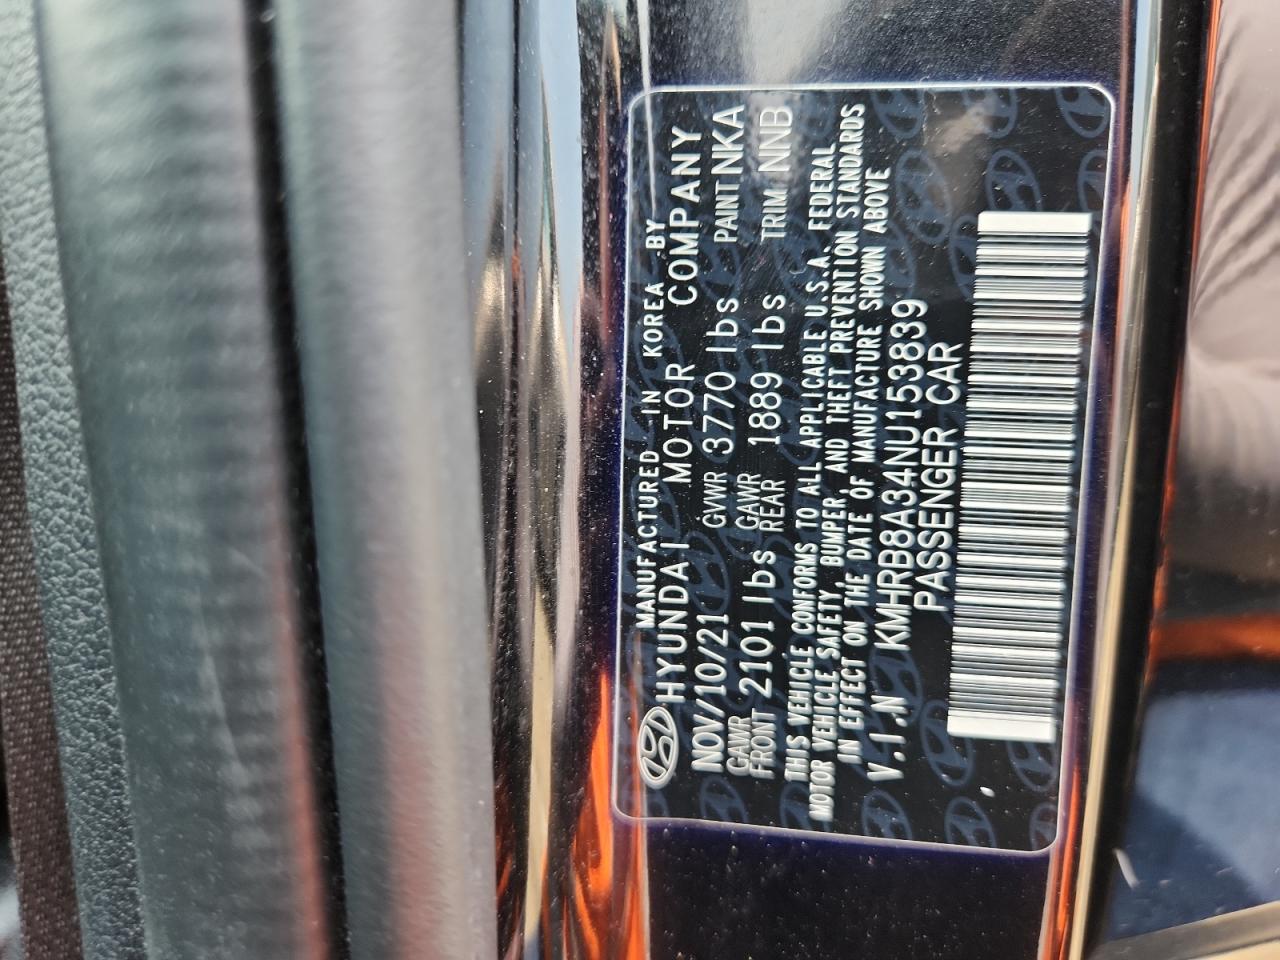 MANUFACTURED IN KOREA BY
HYUNDAI MOTOR COMPANY
NOV/10/21 GVWR 3770 lbs PAINT NKA
GAWR FRONT 2101 lbs GAWR REAR 1889 lbs TRIM NNB
THIS VEHICLE CONFORMS TO ALL APPLICABLE U.S.A. FEDERAL
MOTOR VEHICLE SAFETY, BUMPER, AND THEFT PREVENTION STANDARDS
IN EFFECT ON THE DATE OF MANUFACTURE SHOWN ABOVE
V.I.N KMHRB8A34NU153839
PASSENGER CAR